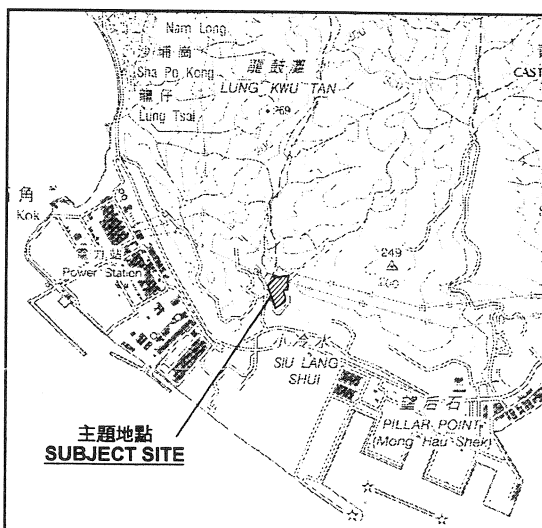 Nam Long
沙埔崗
Sha Po Kong
龍仔
Lung Tsai
龍鼓灘
LUNG KWU TAN
269
CAST
角
Kok
發力站
Power Station
249
小冷水
SIU LANG
SHUI
望后石
PILLAR POINT
(Mong Hau Shek)
主題地點
SUBJECT SITE